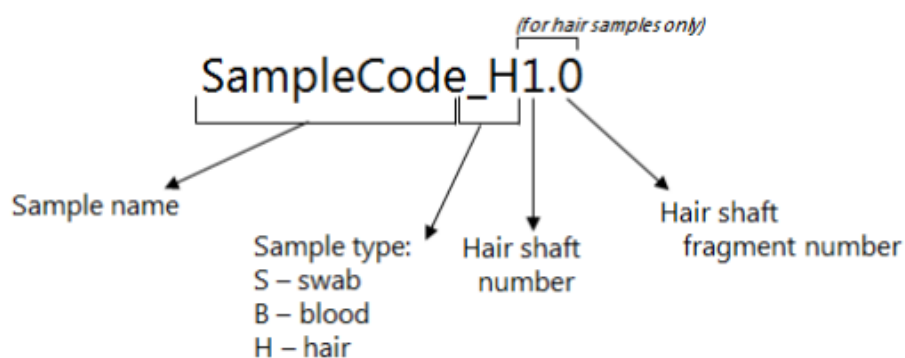 (for hair samples only)
SampleCode_H1.0
Sample name
Sample type:
S – swab
B – blood
H – hair
Hair shaft
number
Hair shaft
fragment number